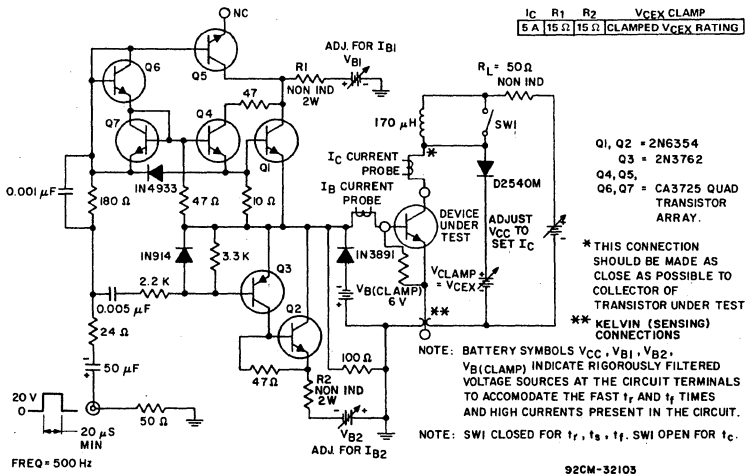 IC R1 R2 VCEX CLAMP
5 A 15 Ω 15 Ω CLAMPED VCEX RATING
NC
Q5
Q6
ADJ. FOR IB1
VB1
+ -
R1
NON IND
2W
47
Q7
Q4
Q1
IN4933
0.001 μF
180 Ω
47 Ω
10 Ω
RL = 50Ω
NON IND
170 μH
SWI
IC CURRENT
PROBE
*
IB CURRENT
PROBE
D2540M
DEVICE
UNDER
TEST
ADJUST
VCC TO
SET IC
Q1, Q2 = 2N6354
Q3 = 2N3762
Q4, Q5,
Q6, Q7 = CA3725 QUAD
TRANSISTOR
ARRAY.
IN914
3.3 K
Q3
IN3891
VB(CLAMP)
6 V
VCLAMP
= VCEX
**
2.2 K
0.005 μF
Q2
24 Ω
50 μF
47Ω
100 Ω
R2
NON IND
2W
VB2
- +
ADJ. FOR IB2
20 V
0
20 μS
MIN
50 Ω
FREQ = 500 Hz
* THIS CONNECTION
SHOULD BE MADE AS
CLOSE AS POSSIBLE TO
COLLECTOR OF
TRANSISTOR UNDER TEST
** KELVIN (SENSING)
CONNECTIONS
NOTE: BATTERY SYMBOLS VCC, VB1, VB2,
VB(CLAMP) INDICATE RIGOROUSLY FILTERED
VOLTAGE SOURCES AT THE CIRCUIT TERMINALS
TO ACCOMODATE THE FAST tr AND tf TIMES
AND HIGH CURRENTS PRESENT IN THE CIRCUIT.
NOTE: SWI CLOSED FOR tr, ts, tf. SWI OPEN FOR tc.
92CM-32103